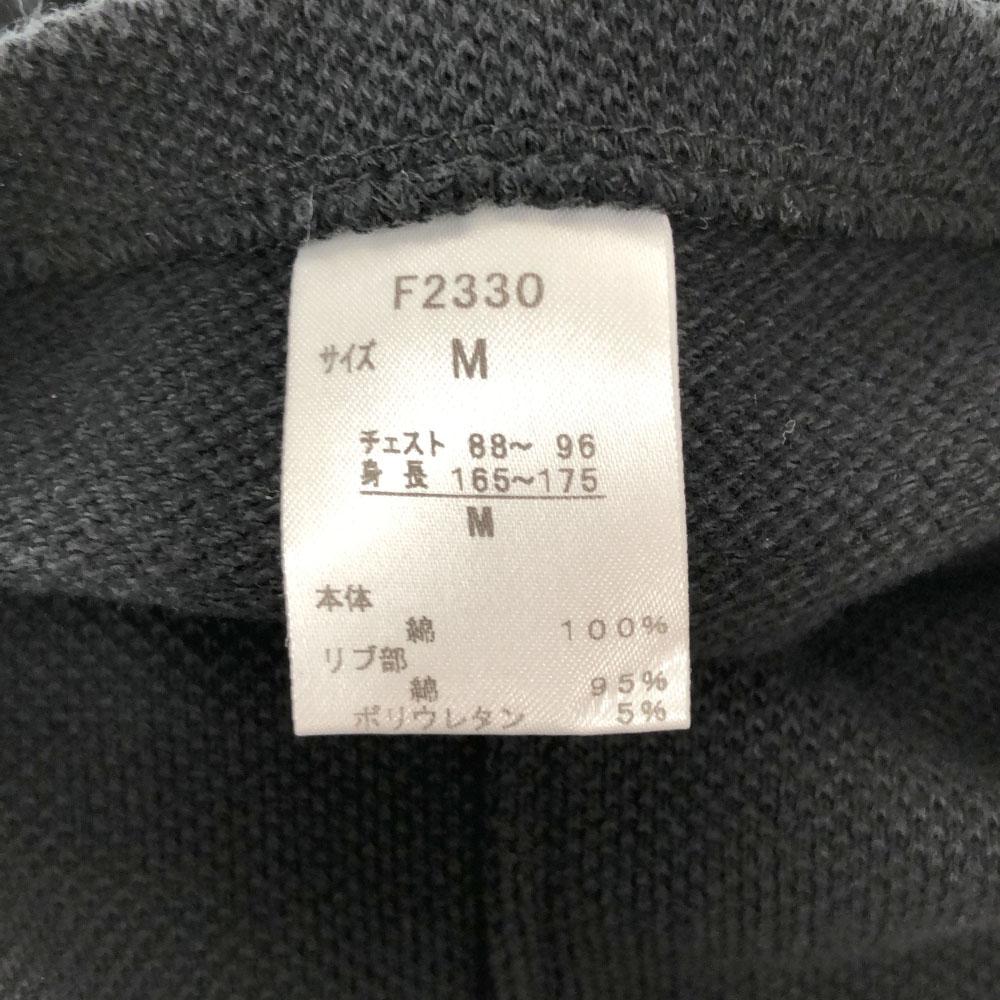 F2330
サイズ M
チェスト 88~ 96
身長 165~175
M
本体
綿 100%
リブ部
綿 95%
ポリウレタン 5%